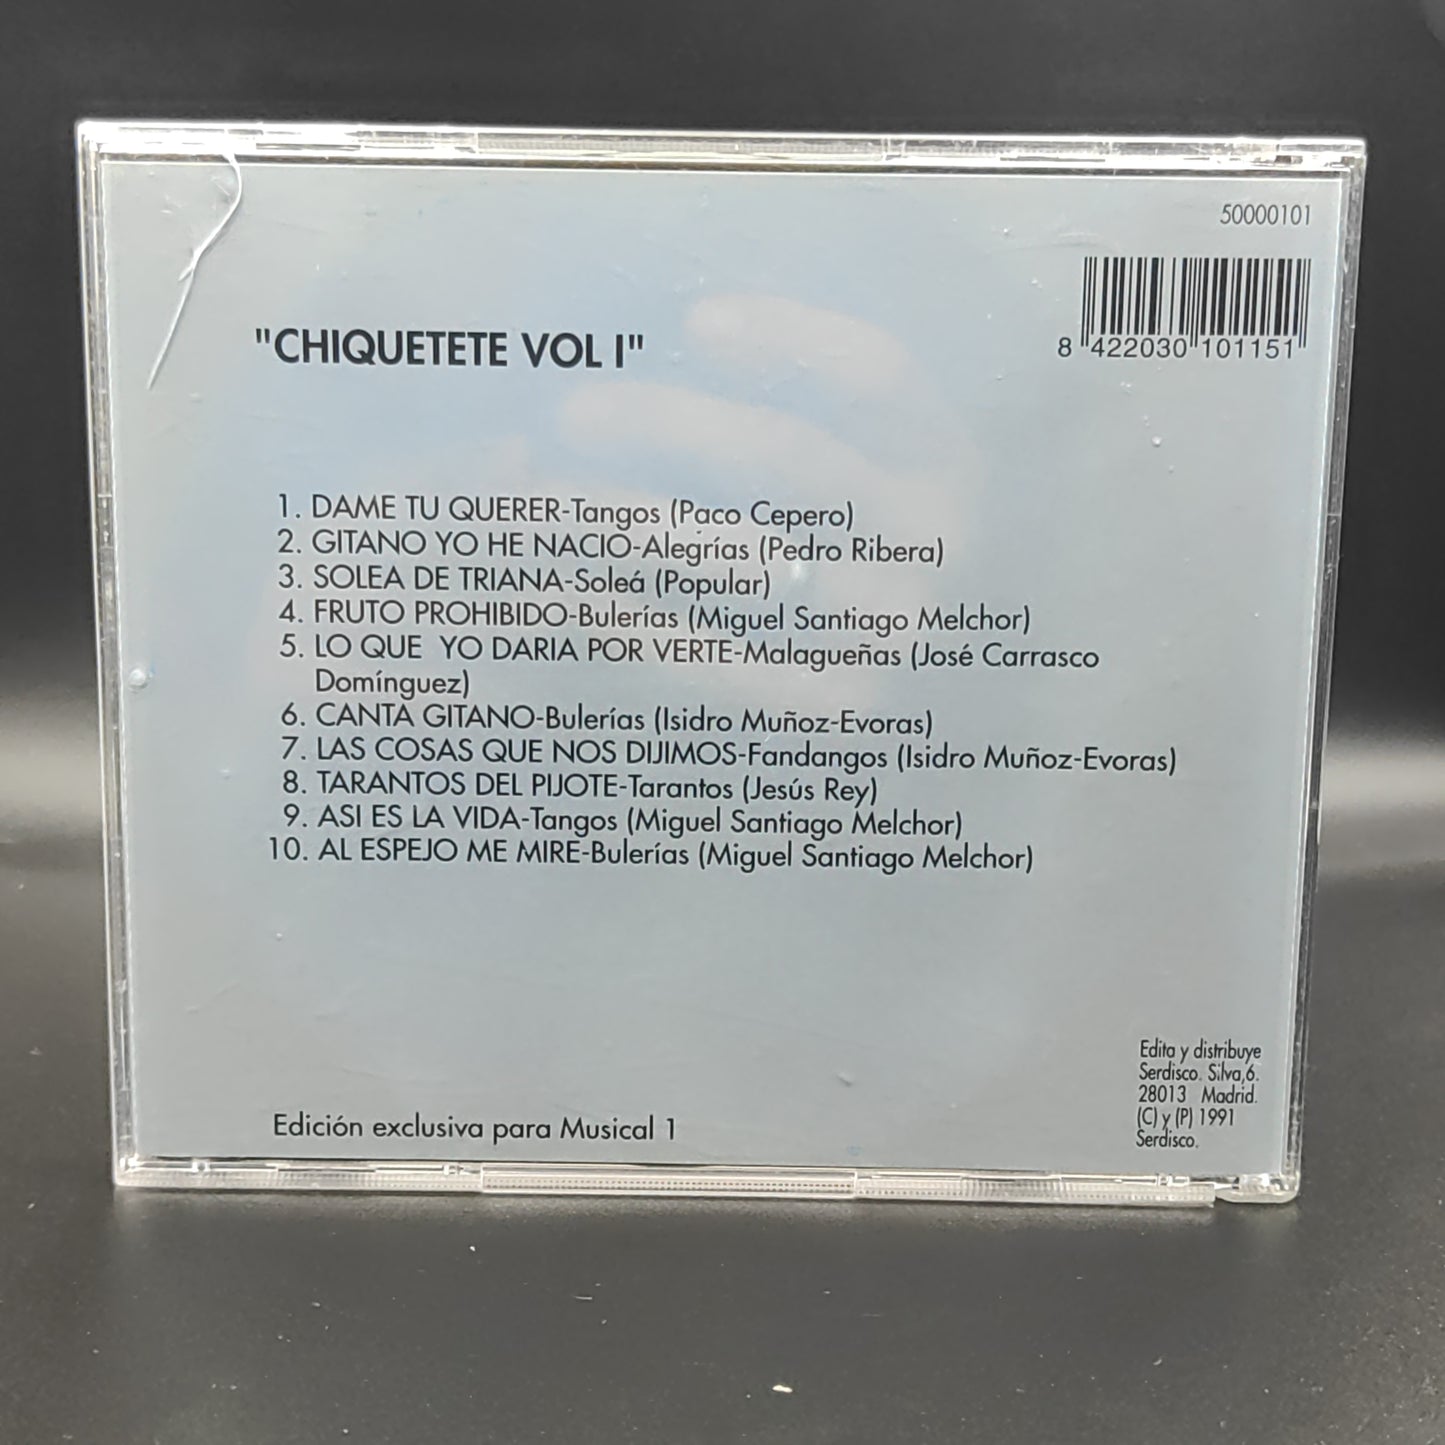 50000101
8 422030 101151
"CHIQUETETE VOL I"
1. DAME TU QUERER-Tangos (Paco Cepero)
2. GITANO YO HE NACIO-Alegrías (Pedro Ribera)
3. SOLEA DE TRIANA-Soleá (Popular)
4. FRUTO PROHIBIDO-Bulerías (Miguel Santiago Melchor)
5. LO QUE YO DARIA POR VERTE-Malagueñas (José Carrasco
Domínguez)
6. CANTA GITANO-Bulerías (Isidro Muñoz-Evoras)
7. LAS COSAS QUE NOS DIJIMOS-Fandangos (Isidro Muñoz-Evoras)
8. TARANTOS DEL PIJOTE-Tarantos (Jesús Rey)
9. ASI ES LA VIDA-Tangos (Miguel Santiago Melchor)
10. AL ESPEJO ME MIRE-Bulerías (Miguel Santiago Melchor)
Edición exclusiva para Musical 1
Edita y distribuye
Serdisco. Silva,6.
28013 Madrid.
(C) y (P) 1991
Serdisco.